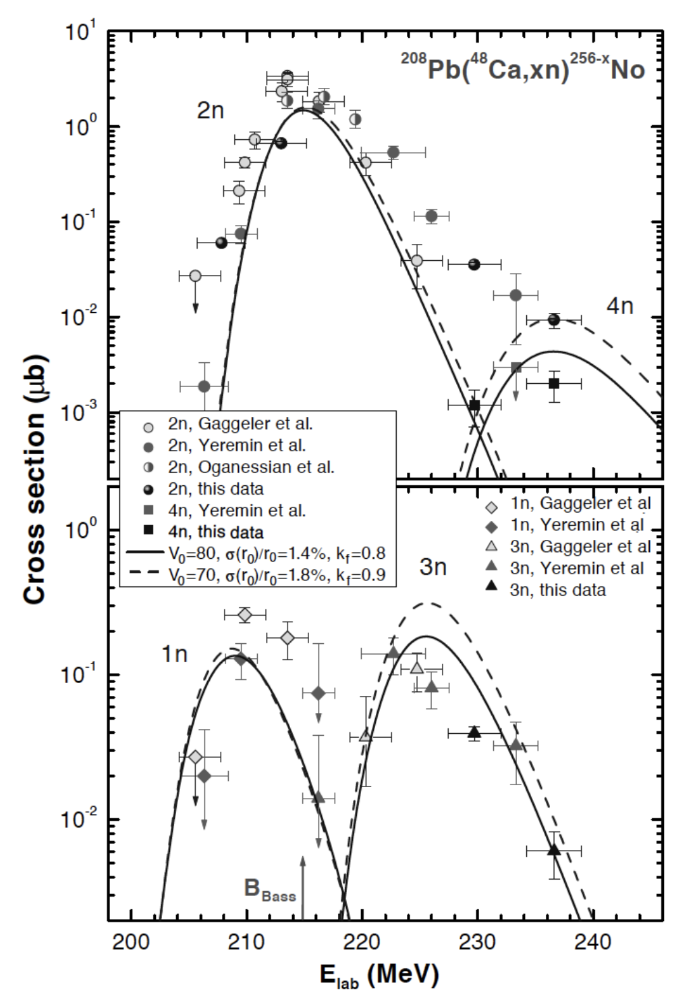 10¹
²⁰⁸Pb(⁴⁸Ca,xn)²⁵⁶⁻ˣNo
2n
10⁰
10⁻¹
4n
10⁻²
10⁻³
Cross section (μb)
2n, Gaggeler et al.
2n, Yeremin et al.
2n, Oganessian et al.
2n, this data
4n, Yeremin et al.
4n, this data
V₀=80, σ(r₀)/r₀=1.4%, k_f=0.8
V₀=70, σ(r₀)/r₀=1.8%, k_f=0.9
1n, Gaggeler et al
1n, Yeremin et al
3n, Gaggeler et al
3n, Yeremin et al
3n, this data
10⁰
3n
1n
10⁻¹
10⁻²
B_Bass
200 210 220 230 240
E_lab (MeV)